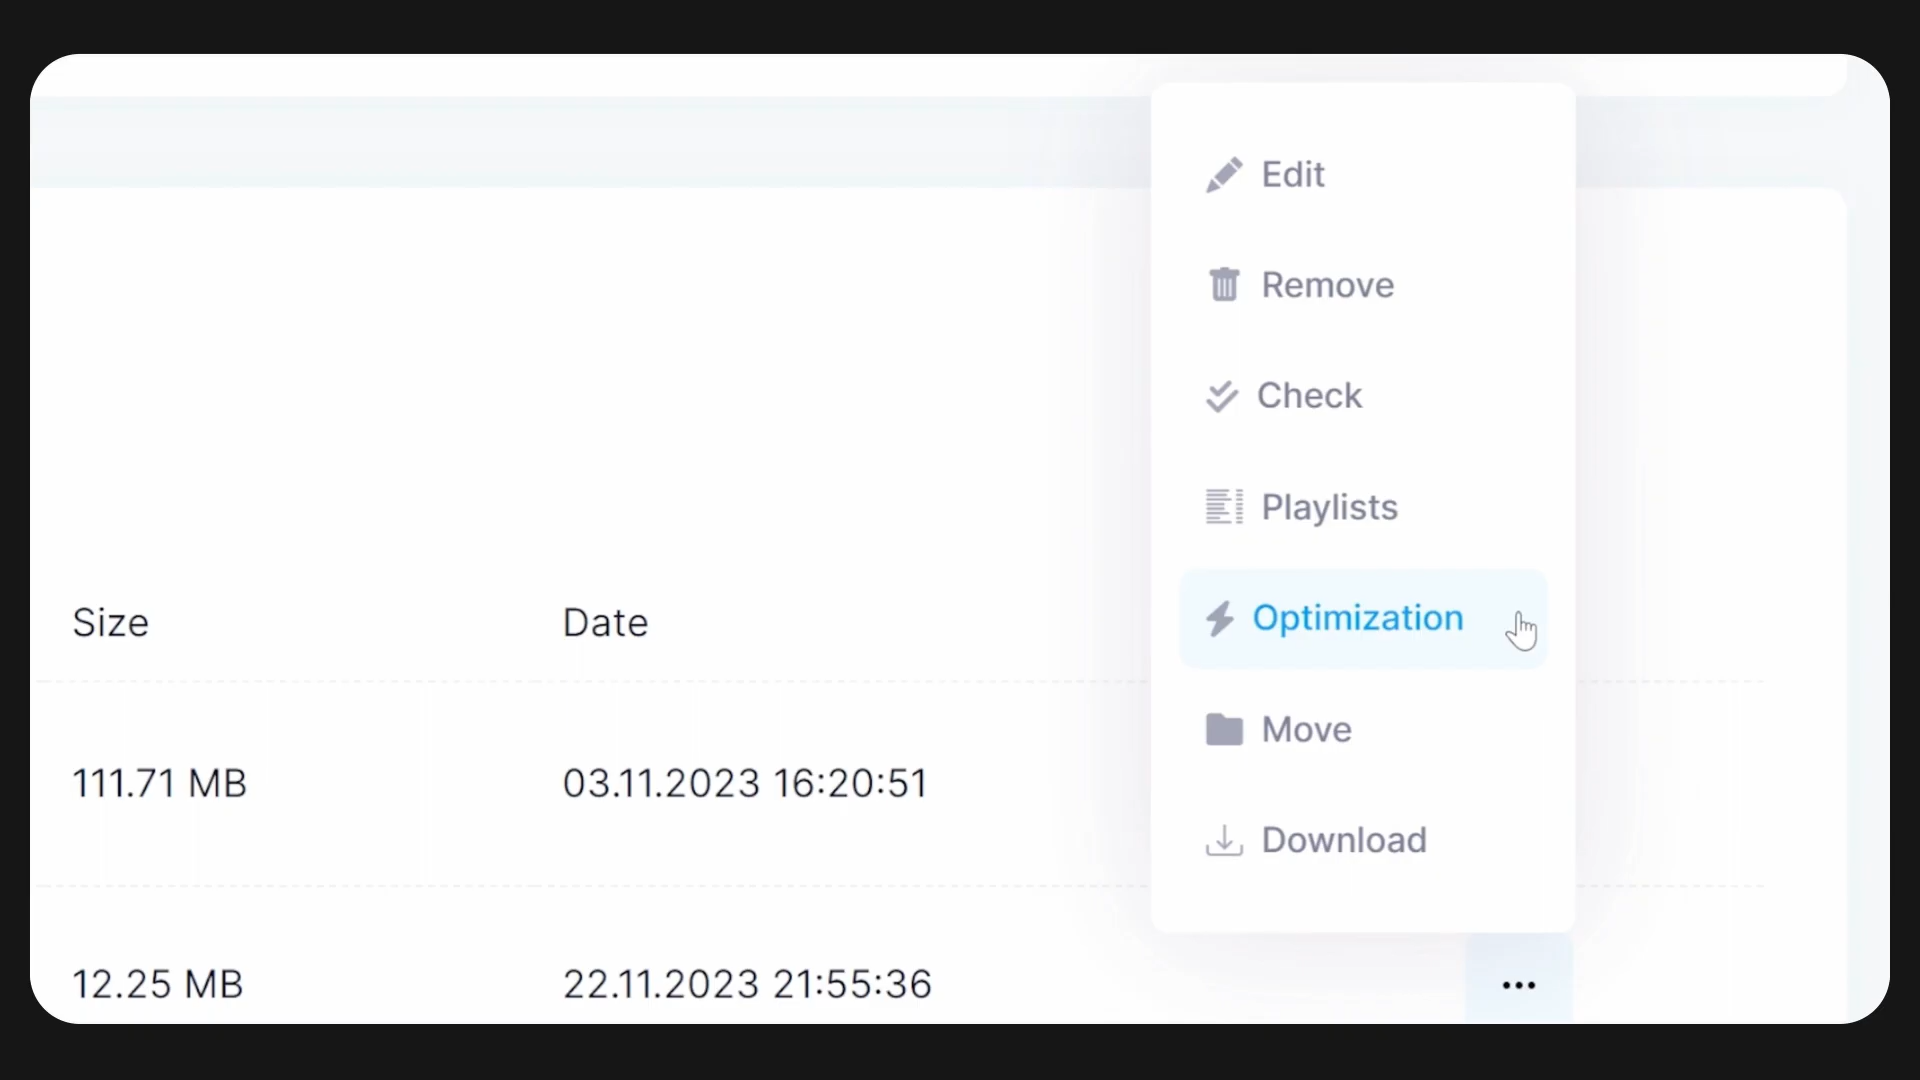 Edit
Remove
Check
Playlists
Optimization
Move
Download
Size Date
111.71 MB 03.11.2023 16:20:51
12.25 MB 22.11.2023 21:55:36